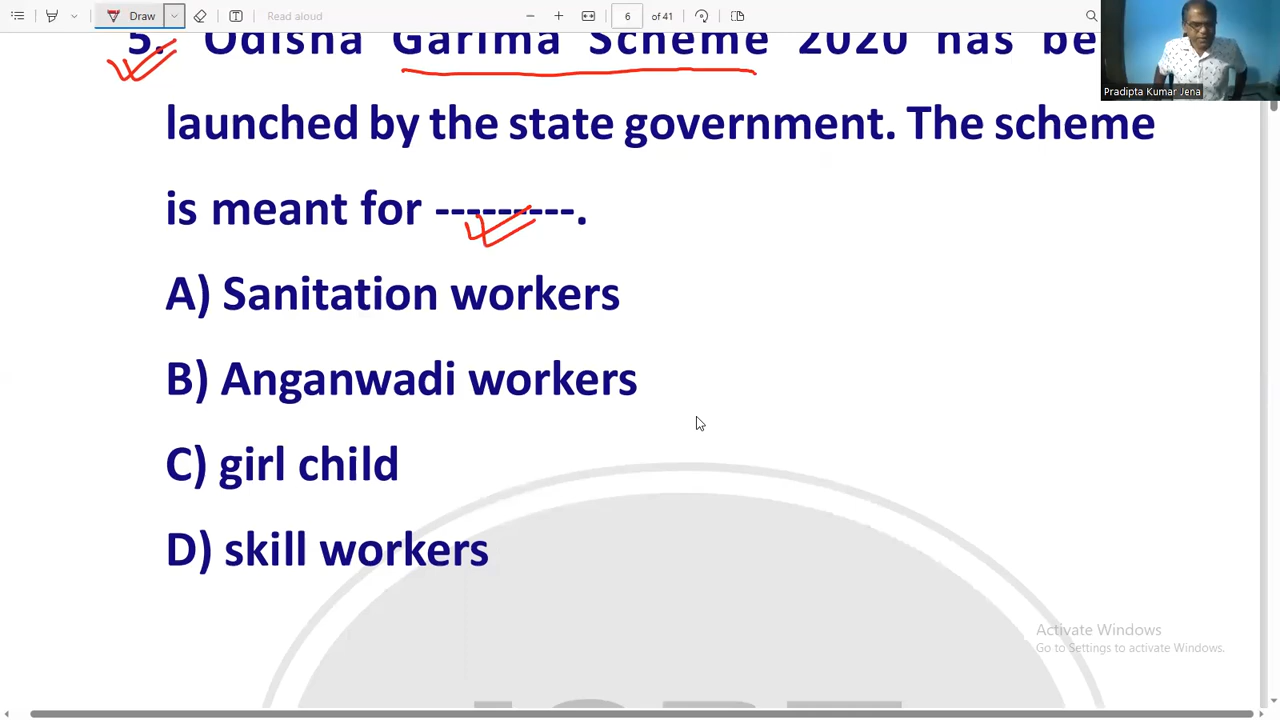 Draw
Read aloud
6 of 41
5. Odisha Garima Scheme 2020 has be
Pradipta Kumar Jena
launched by the state government. The scheme
is meant for ---------.
A) Sanitation workers
B) Anganwadi workers
C) girl child
D) skill workers
Activate Windows
Go to Settings to activate Windows.